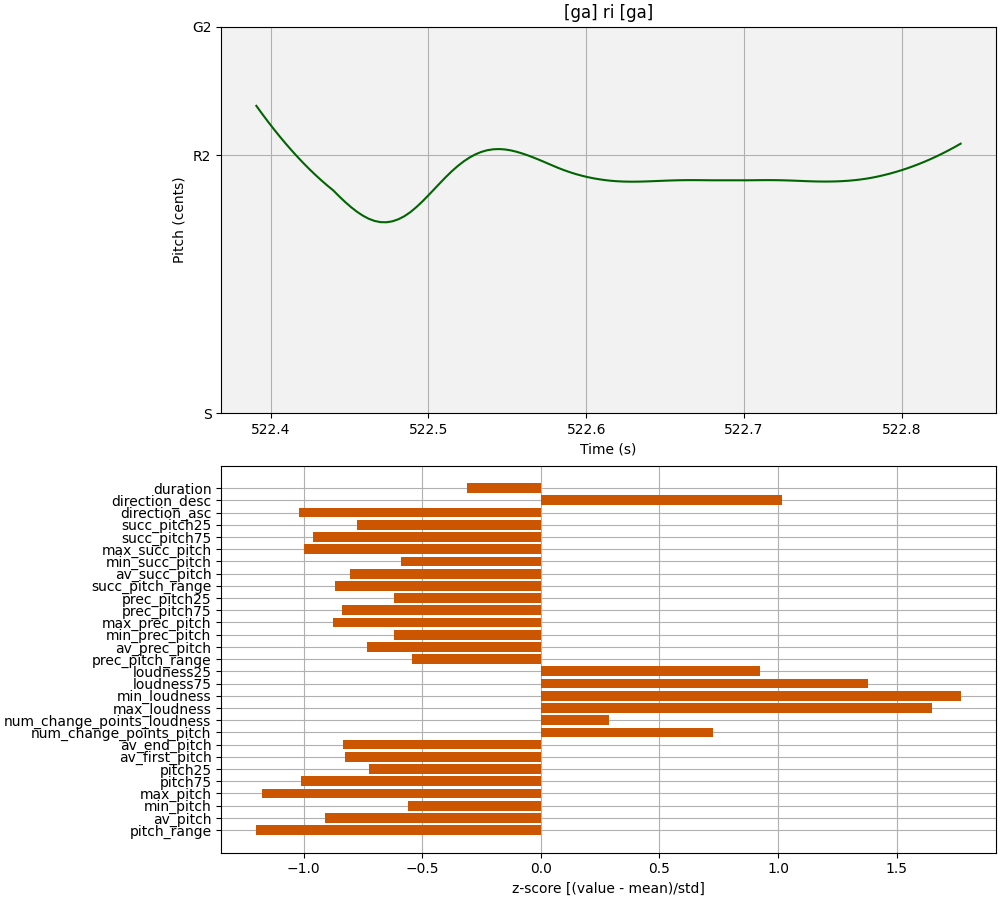 [ga] ri [ga]
G2
R2
S
Pitch (cents)
522.4 522.5 522.6 522.7 522.8
Time (s)
duration
direction_desc
direction_asc
succ_pitch25
succ_pitch75
max_succ_pitch
min_succ_pitch
av_succ_pitch
succ_pitch_range
prec_pitch25
prec_pitch75
max_prec_pitch
min_prec_pitch
av_prec_pitch
prec_pitch_range
loudness25
loudness75
min_loudness
max_loudness
num_change_points_loudness
num_change_points_pitch
av_end_pitch
av_first_pitch
pitch25
pitch75
max_pitch
min_pitch
av_pitch
pitch_range
−1.0 −0.5 0.0 0.5 1.0 1.5
z-score [(value - mean)/std]